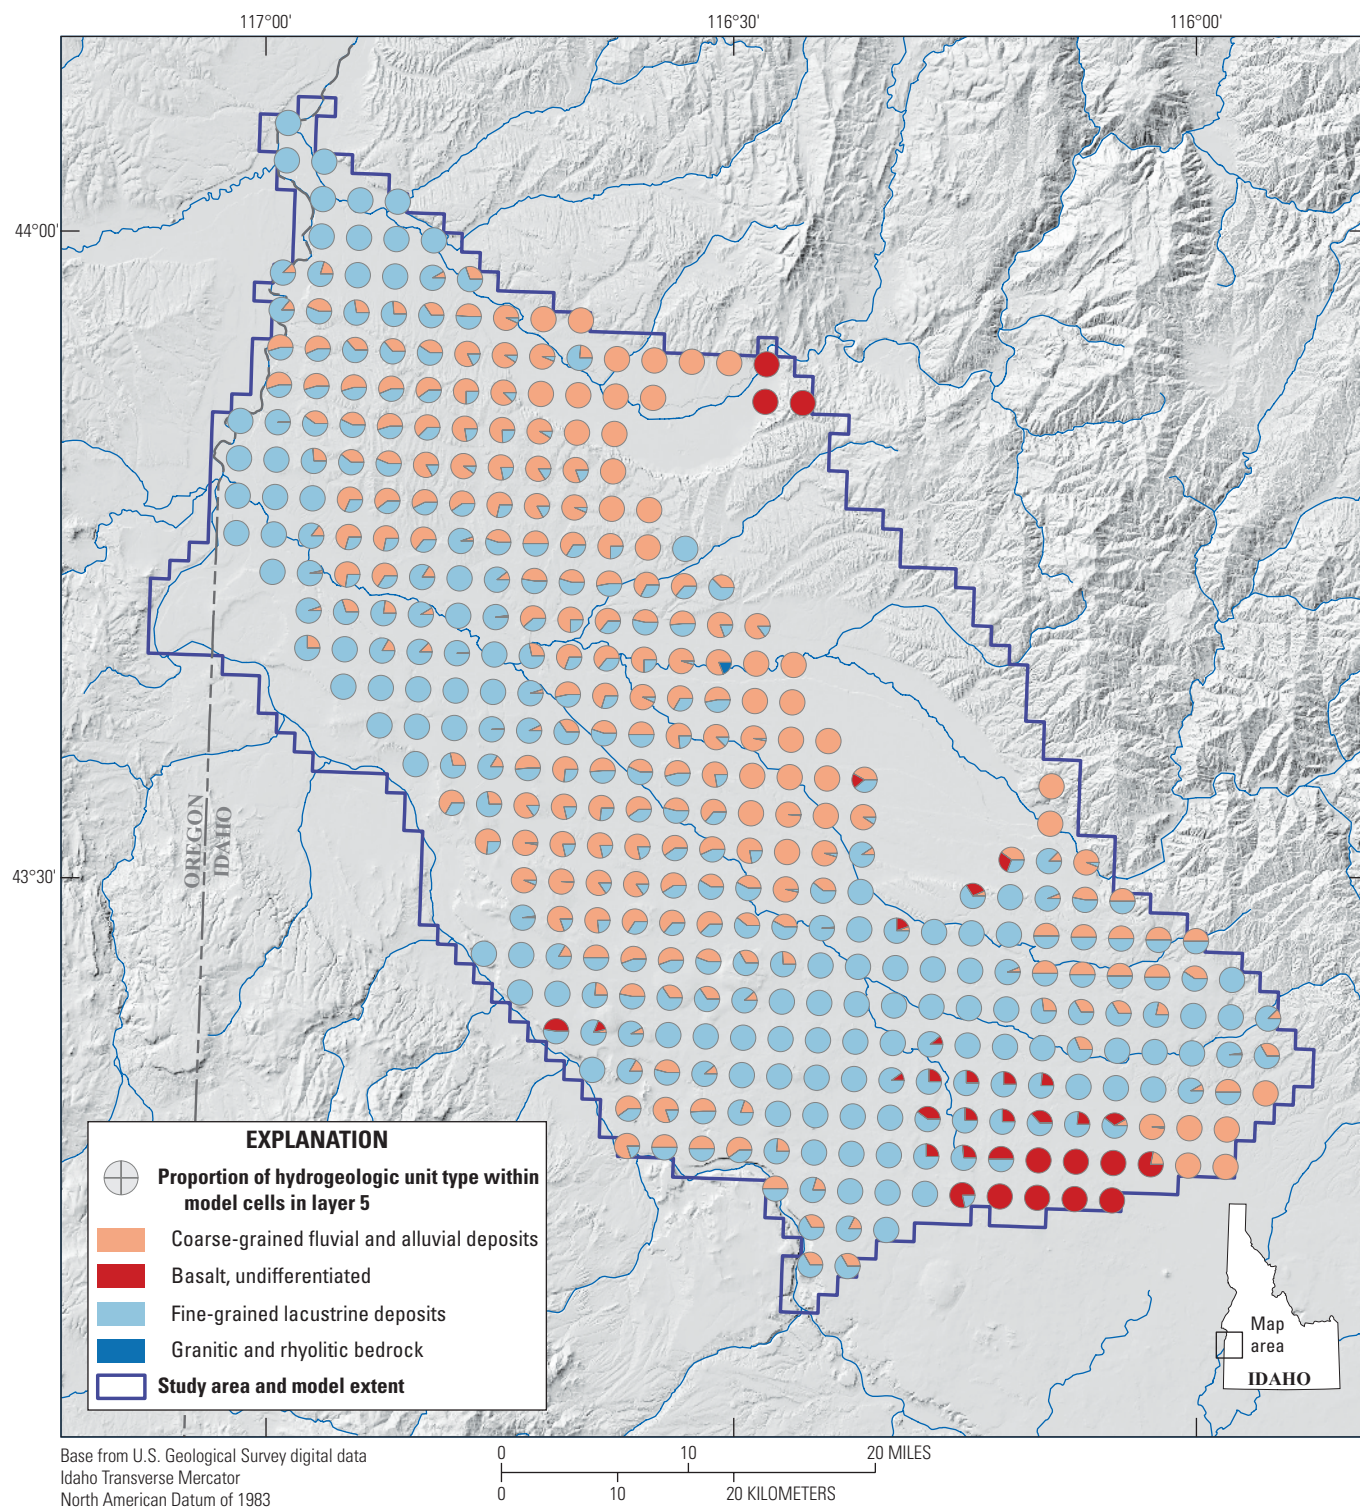 117°00'
116°30'
116°00'
44°00'
43°30'
OREGON
IDAHO
EXPLANATION
Proportion of hydrogeologic unit type within
model cells in layer 5
Coarse-grained fluvial and alluvial deposits
Basalt, undifferentiated
Fine-grained lacustrine deposits
Granitic and rhyolitic bedrock
Study area and model extent
Map
area
IDAHO
Base from U.S. Geological Survey digital data
Idaho Transverse Mercator
North American Datum of 1983
0 10 20 MILES
0 10 20 KILOMETERS